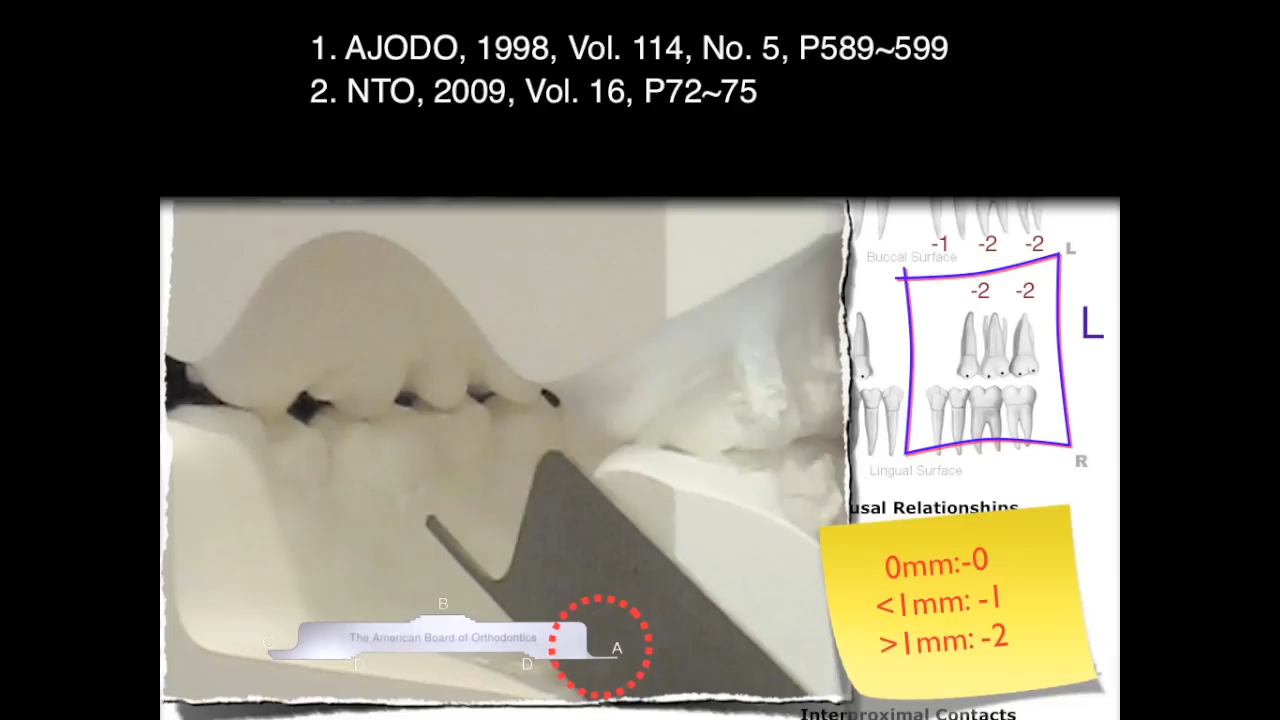 1. AJODO, 1998, Vol. 114, No. 5, P589~599
2. NTO, 2009, Vol. 16, P72~75
-1 -2 -2
L
Buccal Surface
-2 -2
L
R
Lingual Surface
usal Relationships
0mm:-0
<1mm: -1
>1mm: -2
B
The American Board of Orthodontics
C
A
D
D
Interproximal Contacts